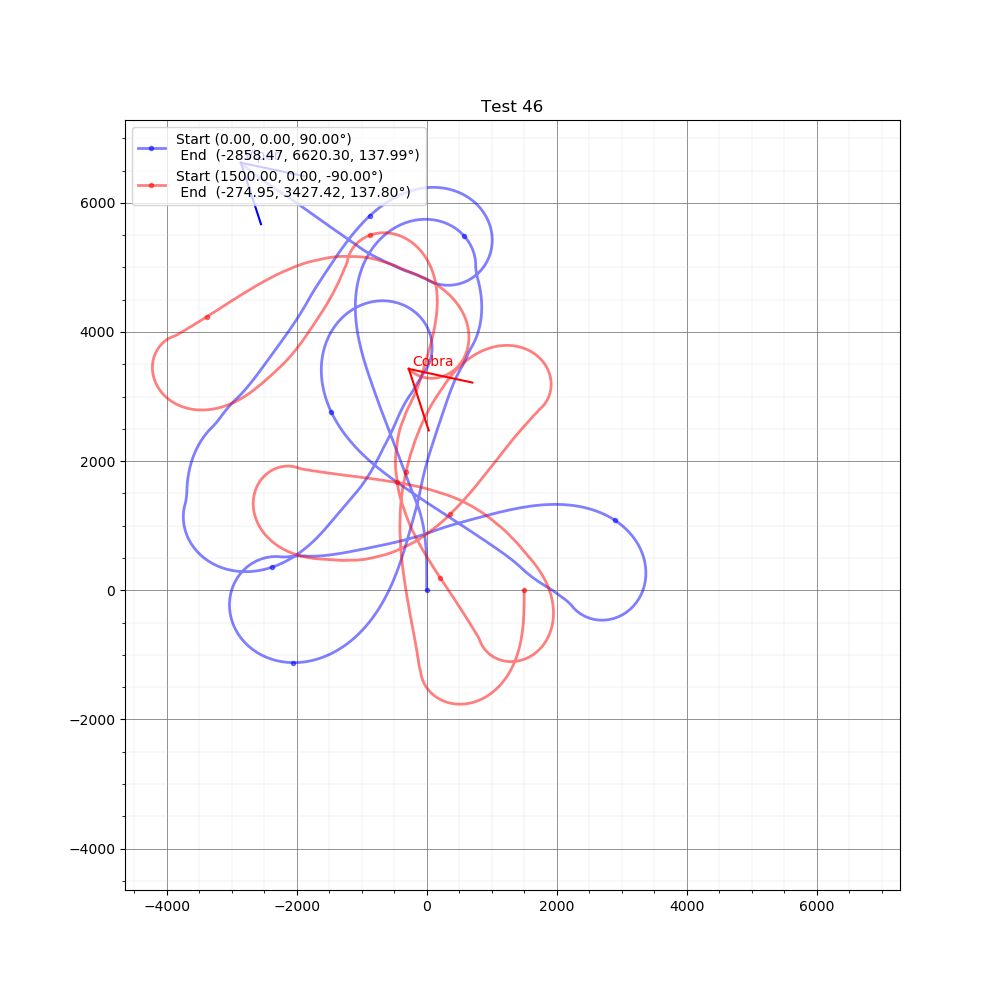 Test 46
Start (0.00, 0.00, 90.00°)
End (-2858.47, 6620.30, 137.99°)
Start (1500.00, 0.00, -90.00°)
End (-274.95, 3427.42, 137.80°)
Cobra
6000
4000
2000
0
−2000
−4000
−4000 −2000 0 2000 4000 6000